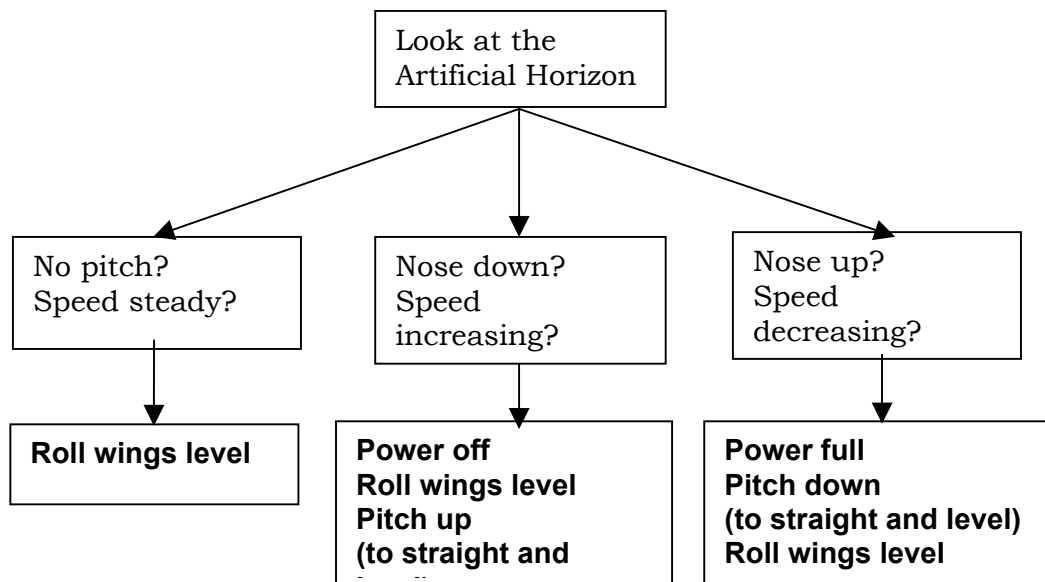 Look at the
Artificial Horizon
No pitch?
Speed steady?
Nose down?
Speed
increasing?
Nose up?
Speed
decreasing?
Roll wings level
Power off
Roll wings level
Pitch up
(to straight and
Power full
Pitch down
(to straight and level)
Roll wings level